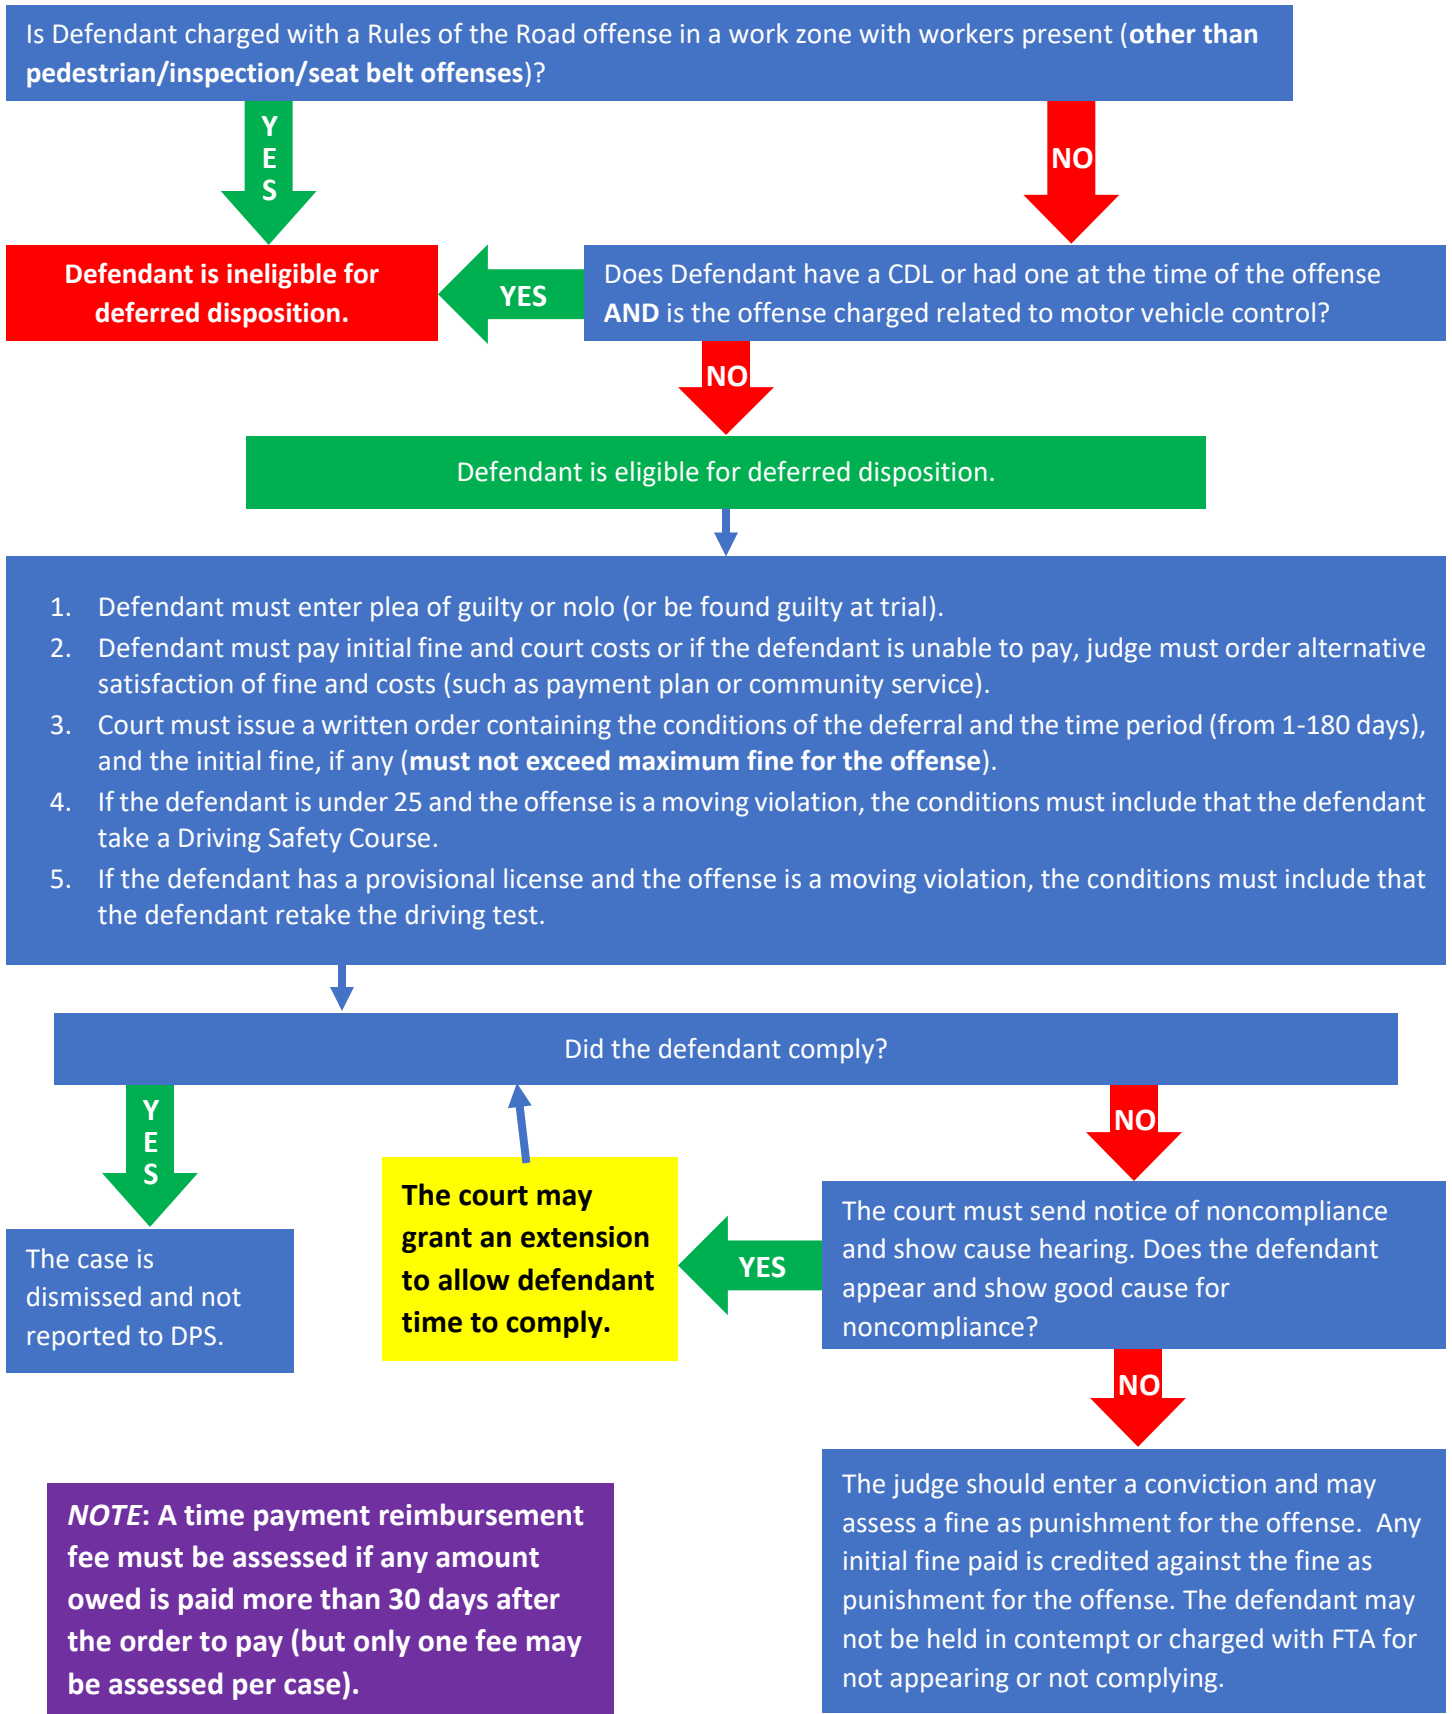 Is Defendant charged with a Rules of the Road offense in a work zone with workers present (other than
pedestrian/inspection/seat belt offenses)?
YES
NO
Defendant is ineligible for
deferred disposition.
YES
Does Defendant have a CDL or had one at the time of the offense
AND is the offense charged related to motor vehicle control?
NO
Defendant is eligible for deferred disposition.
1. Defendant must enter plea of guilty or nolo (or be found guilty at trial).
2. Defendant must pay initial fine and court costs or if the defendant is unable to pay, judge must order alternative
satisfaction of fine and costs (such as payment plan or community service).
3. Court must issue a written order containing the conditions of the deferral and the time period (from 1-180 days),
and the initial fine, if any (must not exceed maximum fine for the offense).
4. If the defendant is under 25 and the offense is a moving violation, the conditions must include that the defendant
take a Driving Safety Course.
5. If the defendant has a provisional license and the offense is a moving violation, the conditions must include that
the defendant retake the driving test.
Did the defendant comply?
YES
NO
The case is
dismissed and not
reported to DPS.
The court may
grant an extension
to allow defendant
time to comply.
YES
The court must send notice of noncompliance
and show cause hearing. Does the defendant
appear and show good cause for
noncompliance?
NO
NOTE: A time payment reimbursement
fee must be assessed if any amount
owed is paid more than 30 days after
the order to pay (but only one fee may
be assessed per case).
The judge should enter a conviction and may
assess a fine as punishment for the offense. Any
initial fine paid is credited against the fine as
punishment for the offense. The defendant may
not be held in contempt or charged with FTA for
not appearing or not complying.